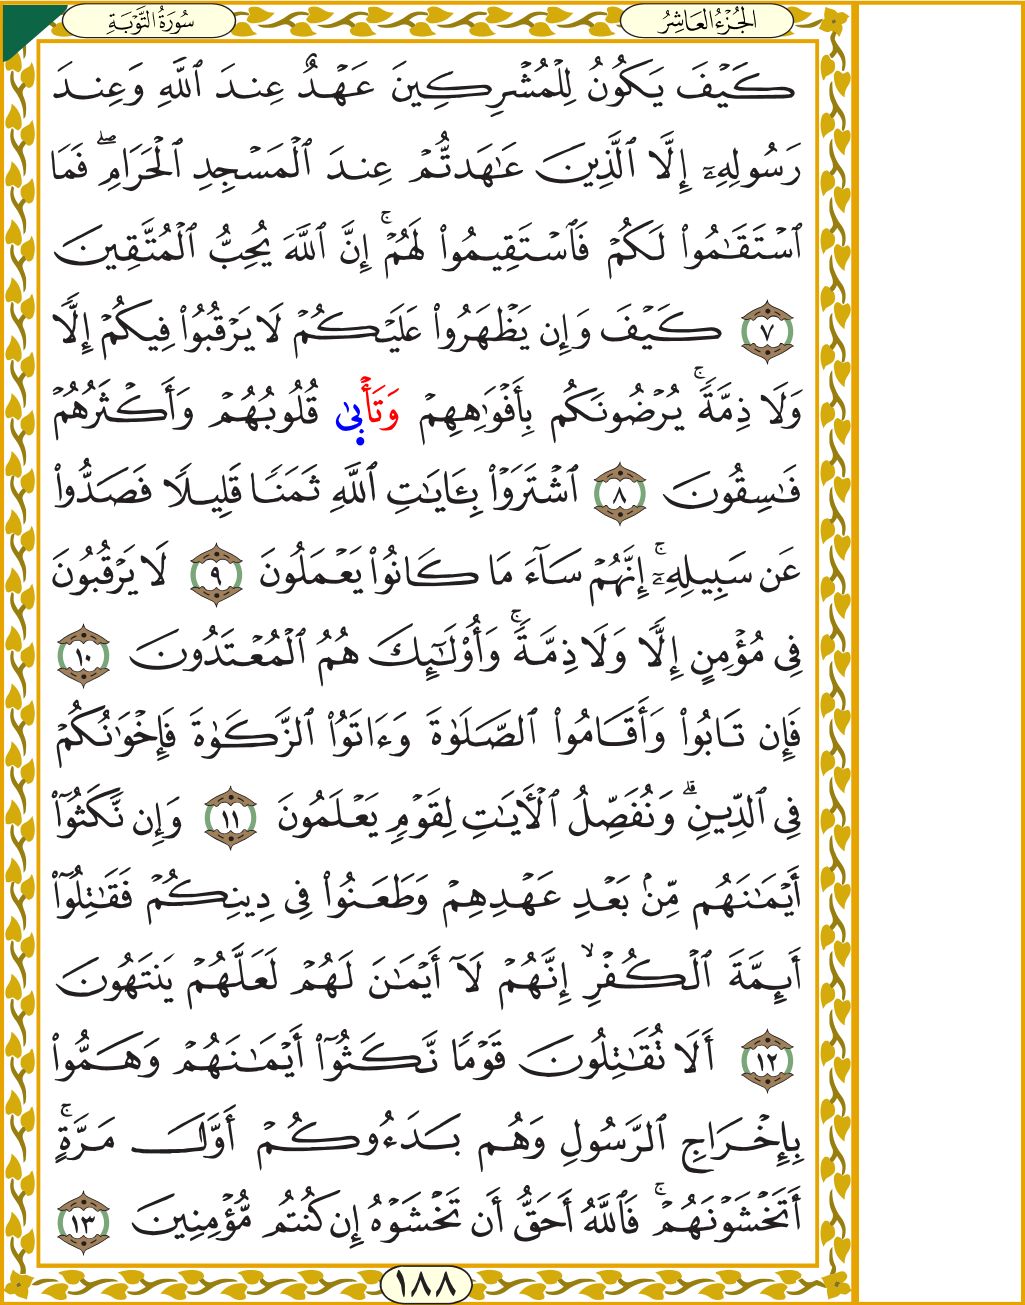 الجُزْءُ العَاشِرُ
سُورَةُ التَّوْبَةِ
كَيْفَ يَكُونُ لِلْمُشْرِكِينَ عَهْدٌ عِندَ ٱللَّهِ وَعِندَ
رَسُولِهِۦٓ إِلَّا ٱلَّذِينَ عَٰهَدتُّمْ عِندَ ٱلْمَسْجِدِ ٱلْحَرَامِ ۖ فَمَا
ٱسْتَقَٰمُوا۟ لَكُمْ فَٱسْتَقِيمُوا۟ لَهُمْ ۚ إِنَّ ٱللَّهَ يُحِبُّ ٱلْمُتَّقِينَ
٧ كَيْفَ وَإِن يَظْهَرُوا۟ عَلَيْكُمْ لَا يَرْقُبُوا۟ فِيكُمْ إِلًّا
وَلَا ذِمَّةً ۚ يُرْضُونَكُم بِأَفْوَٰهِهِمْ وَتَأْبَىٰ قُلُوبُهُمْ وَأَكْثَرُهُمْ
فَٰسِقُونَ ٨ ٱشْتَرَوْا۟ بِـَٔايَٰتِ ٱللَّهِ ثَمَنًا قَلِيلًا فَصَدُّوا۟
عَن سَبِيلِهِۦٓ ۚ إِنَّهُمْ سَآءَ مَا كَانُوا۟ يَعْمَلُونَ ٩ لَا يَرْقُبُونَ
فِى مُؤْمِنٍ إِلًّا وَلَا ذِمَّةً ۚ وَأُو۟لَٰٓئِكَ هُمُ ٱلْمُعْتَدُونَ ١٠
فَإِن تَابُوا۟ وَأَقَامُوا۟ ٱلصَّلَوٰةَ وَءَاتَوُا۟ ٱلزَّكَوٰةَ فَإِخْوَٰنُكُمْ
فِى ٱلدِّينِ ۗ وَنُفَصِّلُ ٱلْـَٔايَٰتِ لِقَوْمٍ يَعْلَمُونَ ١١ وَإِن نَّكَثُوٓا۟
أَيْمَٰنَهُم مِّنۢ بَعْدِ عَهْدِهِمْ وَطَعَنُوا۟ فِى دِينِكُمْ فَقَٰتِلُوٓا۟
أَئِمَّةَ ٱلْكُفْرِ ۙ إِنَّهُمْ لَآ أَيْمَٰنَ لَهُمْ لَعَلَّهُمْ يَنتَهُونَ
١٢ أَلَا تُقَٰتِلُونَ قَوْمًا نَّكَثُوٓا۟ أَيْمَٰنَهُمْ وَهَمُّوا۟
بِإِخْرَاجِ ٱلرَّسُولِ وَهُم بَدَءُوكُمْ أَوَّلَ مَرَّةٍ ۚ
أَتَخْشَوْنَهُمْ ۚ فَٱللَّهُ أَحَقُّ أَن تَخْشَوْهُ إِن كُنتُم مُّؤْمِنِينَ ١٣
١٨٨